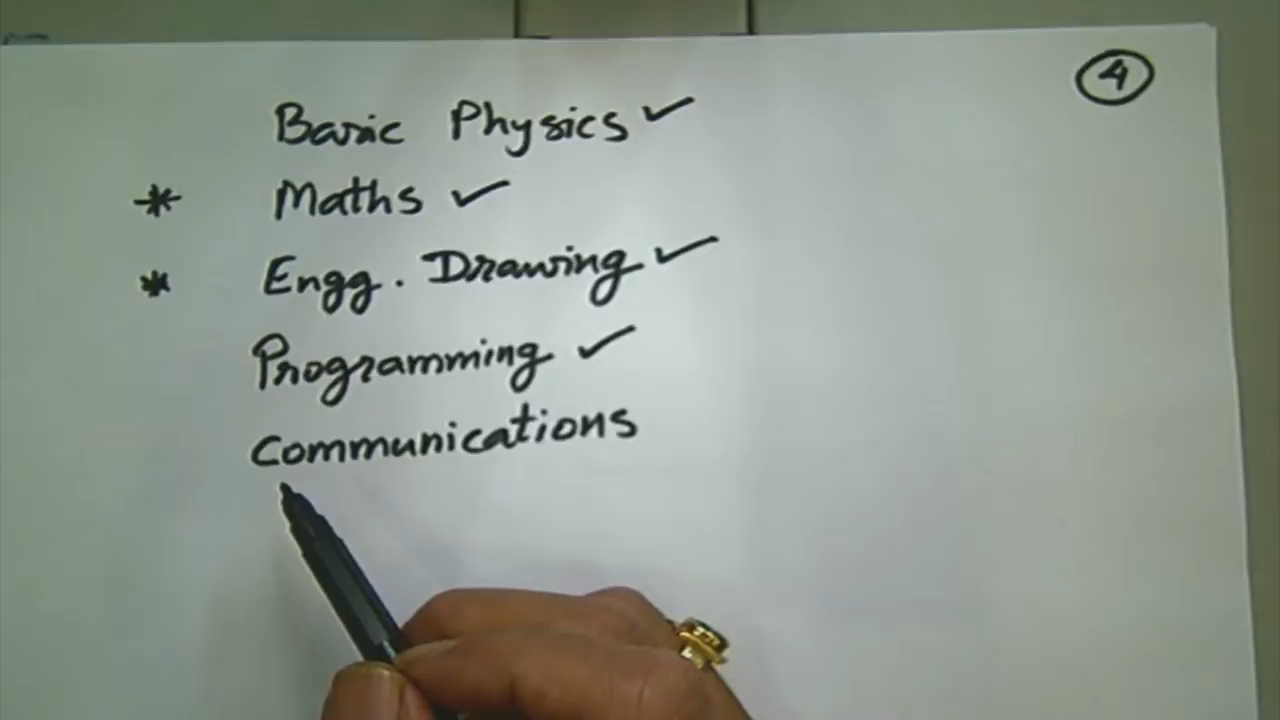 4
Basic Physics ✓
* Maths ✓
* Engg. Drawing ✓
Programming ✓
Communications